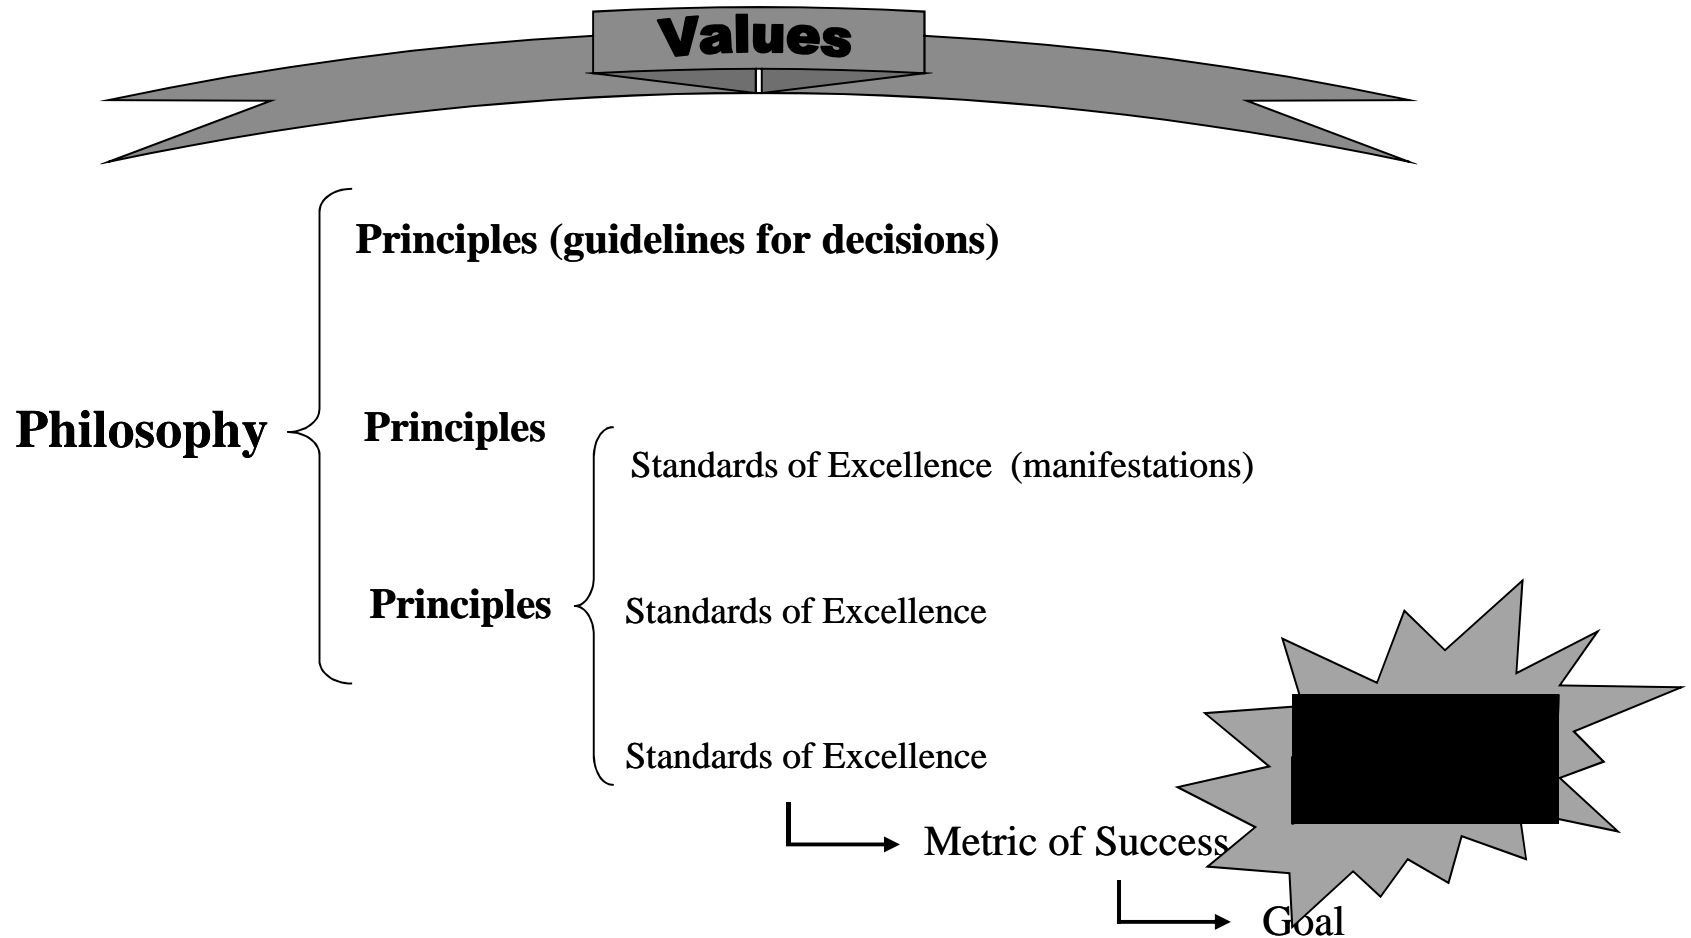 Values
Principles (guidelines for decisions)
Philosophy
Principles
Standards of Excellence (manifestations)
Principles
Standards of Excellence
Standards of Excellence
Metric of Success
Goal